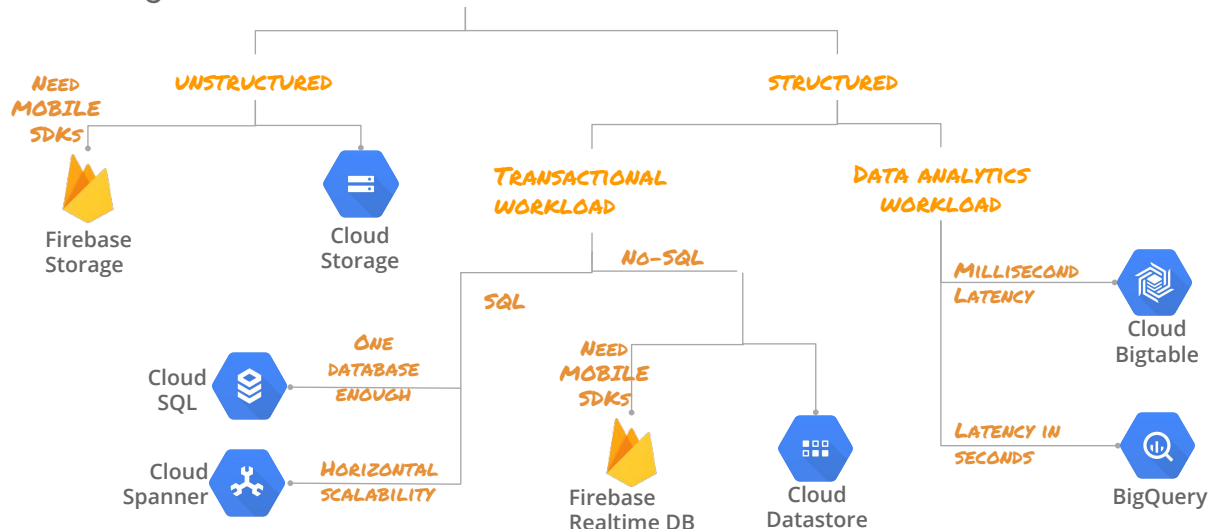 UNSTRUCTURED
STRUCTURED
NEED
MOBILE
SDKs
Firebase
Storage
Cloud
Storage
TRANSACTIONAL
WORKLOAD
DATA ANALYTICS
WORKLOAD
SQL
NO-SQL
ONE
DATABASE
ENOUGH
Cloud
SQL
HORIZONTAL
SCALABILITY
Cloud
Spanner
NEED
MOBILE
SDKs
Firebase
Realtime DB
Cloud
Datastore
MILLISECOND
LATENCY
Cloud
Bigtable
LATENCY IN
SECONDS
BigQuery